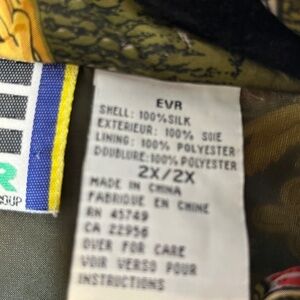 R
OUP
EVR
SHELL: 100%SILK
EXTERIEUR: 100% SOIE
LINING: 100% POLYESTER
DOUBLURE:100% POLYESTER
2X/2X
MADE IN CHINA
FABRIQUE EN CHINE
RN 45749
CA 22956
OVER FOR CARE
VOIR VERSO POUR
INSTRUCTIONS